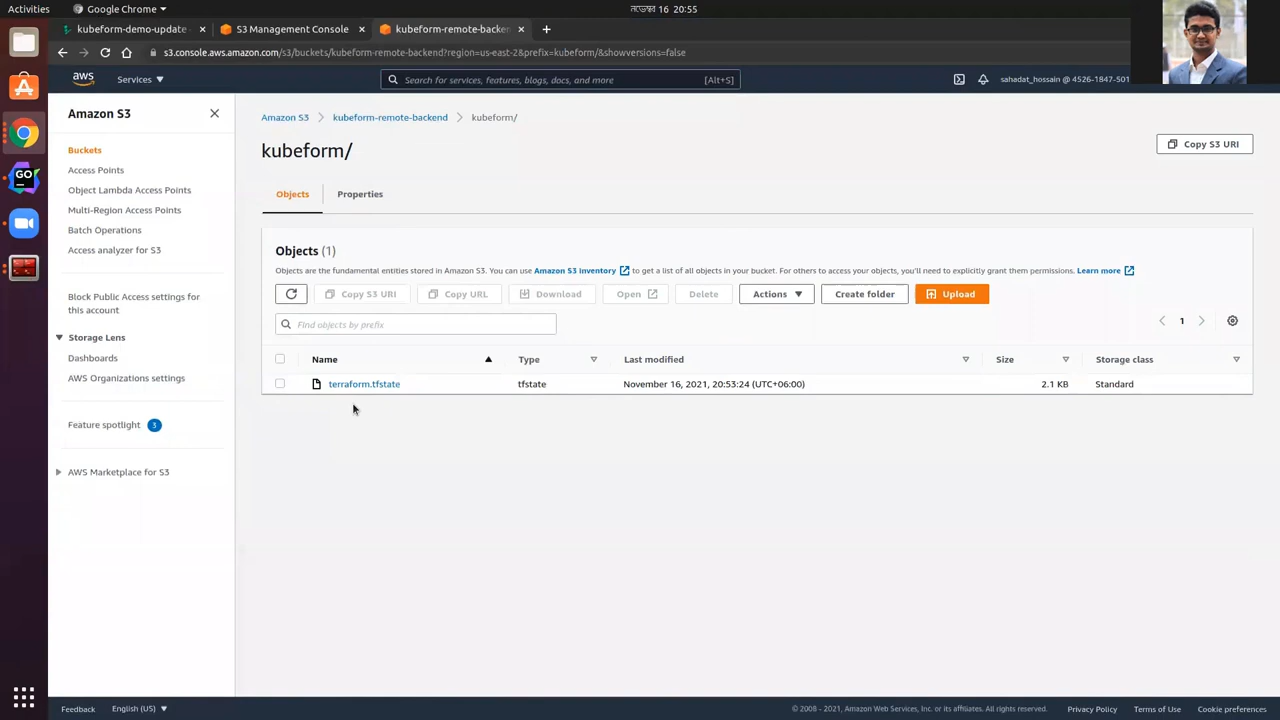 Activities
Google Chrome
নভেম্বর 16 20:55
kubeform-demo-update
S3 Management Console
kubeform-remote-backe
s3.console.aws.amazon.com/s3/buckets/kubeform-remote-backend?region=us-east-2&prefix=kubeform/&showversions=false
aws
Services
Search for services, features, blogs, docs, and more
[Alt+S]
sahadat_hossain @ 4526-1847-501
Amazon S3
Buckets
Access Points
Object Lambda Access Points
Multi-Region Access Points
Batch Operations
Access analyzer for S3
Block Public Access settings for
this account
Storage Lens
Dashboards
AWS Organizations settings
Feature spotlight 3
AWS Marketplace for S3
Amazon S3 > kubeform-remote-backend > kubeform/
kubeform/
Copy S3 URI
Objects
Properties
Objects (1)
Objects are the fundamental entities stored in Amazon S3. You can use Amazon S3 inventory to get a list of all objects in your bucket. For others to access your objects, you'll need to explicitly grant them permissions. Learn more
Copy S3 URI
Copy URL
Download
Open
Delete
Actions
Create folder
Upload
Find objects by prefix
1
Name Type Last modified Size Storage class
terraform.tfstate tfstate November 16, 2021, 20:53:24 (UTC+06:00) 2.1 KB Standard
GO
Feedback
English (US)
© 2008 - 2021, Amazon Web Services, Inc. or its affiliates. All rights reserved.
Privacy Policy
Terms of Use
Cookie preferences